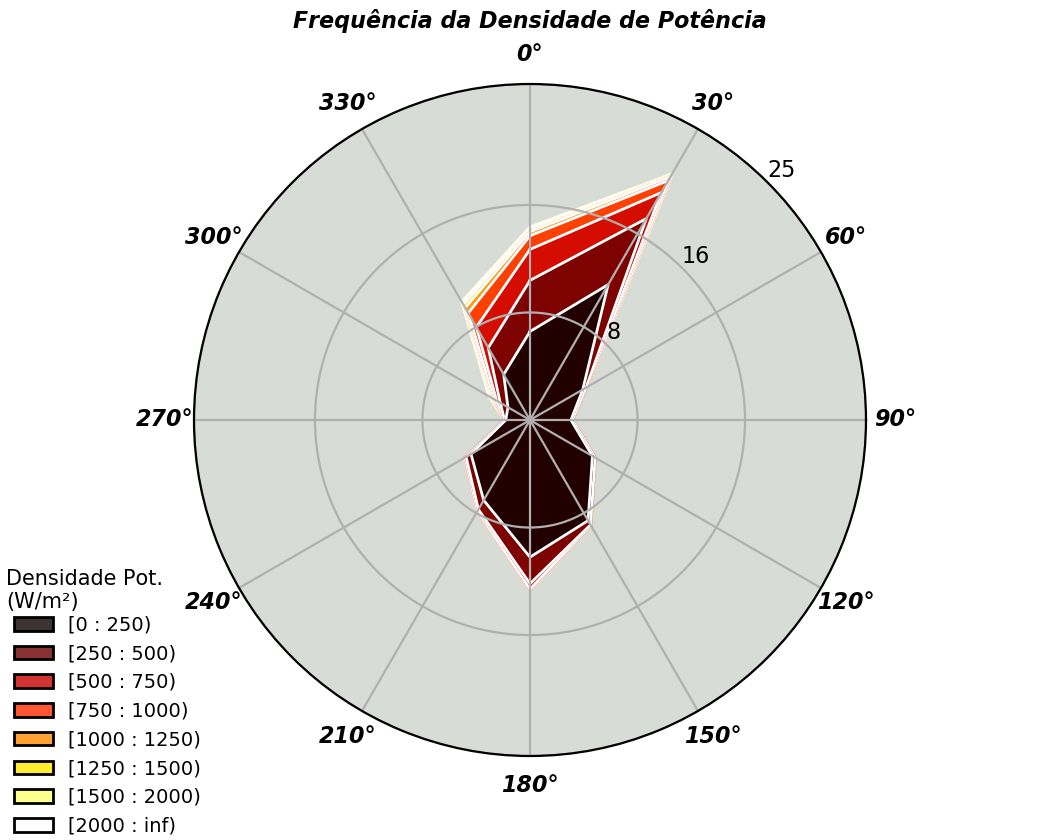 Frequência da Densidade de Potência
0°
330°
30°
25
300°
60°
16
8
270°
90°
Densidade Pot.
(W/m²)
240°
120°
[0 : 250)
[250 : 500)
[500 : 750)
[750 : 1000)
[1000 : 1250)
[1250 : 1500)
[1500 : 2000)
[2000 : inf)
210°
150°
180°